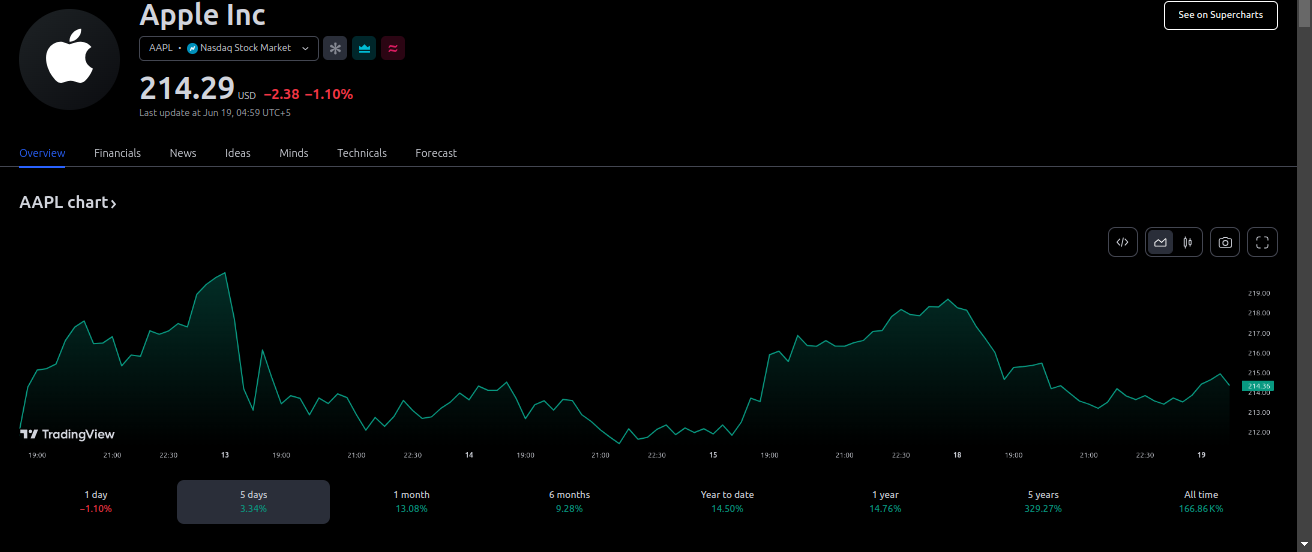 Apple Inc
See on Supercharts
AAPL • Nasdaq Stock Market
214.29 USD −2.38 −1.10%
Last update at Jun 19, 04:59 UTC+5
Overview Financials News Ideas Minds Technicals Forecast
AAPL chart
219.00
218.00
217.00
216.00
215.00
214.35
213.00
212.00
TradingView
19:00 21:00 22:30 13 19:00 21:00 22:30 14 19:00 21:00 22:30 15 19:00 21:00 22:30 18 19:00 21:00 22:30 19
1 day 5 days 1 month 6 months Year to date 1 year 5 years All time
−1.10% 3.34% 13.08% 9.28% 14.50% 14.76% 329.27% 166.86K%